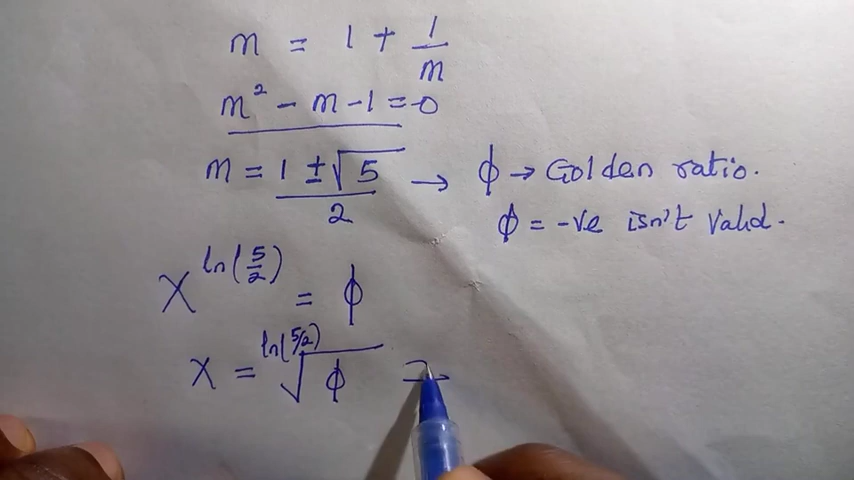 m = 1 + 1/m
m² - m - 1 = 0
m = (1 ± √5)/2 → ϕ → Golden ratio.
ϕ = -ve isn't valid.
x^ln(5/2) = ϕ
x = ^ln(5/2)√ϕ